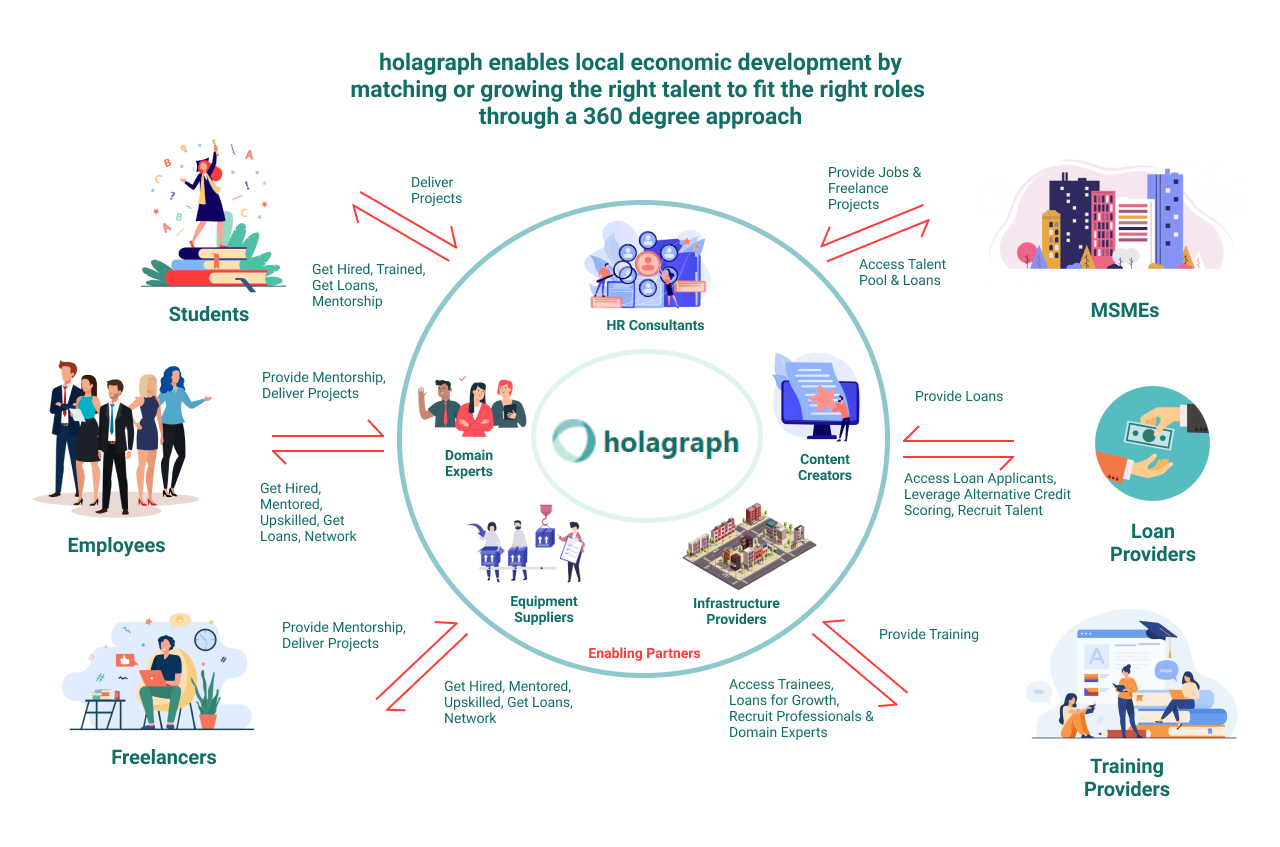 holagraph enables local economic development by
matching or growing the right talent to fit the right roles
through a 360 degree approach
Deliver
Projects
Get Hired, Trained,
Get Loans,
Mentorship
Students
Provide Jobs &
Freelance
Projects
Access Talent
Pool & Loans
MSMEs
HR Consultants
Provide Mentorship,
Deliver Projects
Get Hired,
Mentored,
Upskilled, Get
Loans, Network
Employees
Domain
Experts
holagraph
Content
Creators
Provide Loans
Access Loan Applicants,
Leverage Alternative Credit
Scoring, Recruit Talent
Loan
Providers
Equipment
Suppliers
Infrastructure
Providers
Enabling Partners
Provide Mentorship,
Deliver Projects
Get Hired, Mentored,
Upskilled, Get Loans,
Network
Freelancers
Provide Training
Access Trainees,
Loans for Growth,
Recruit Professionals &
Domain Experts
Training
Providers